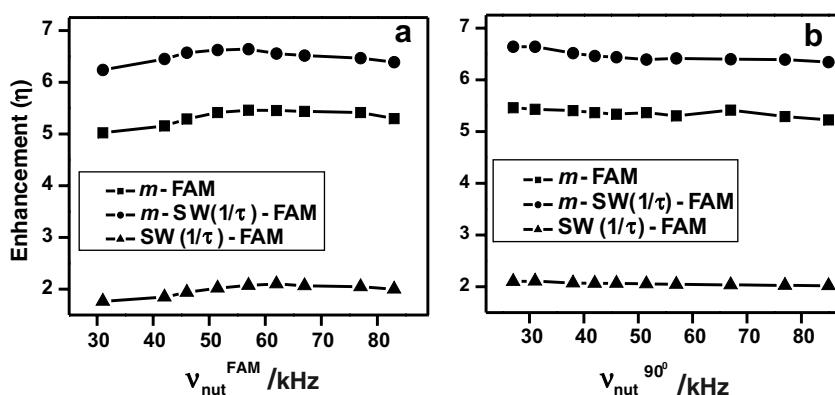 a
Enhancement (η)
7
6
5
4
3
2
m-FAM
m-SW(1/τ)-FAM
SW(1/τ)-FAM
30 40 50 60 70 80
ν_nut^FAM /kHz
b
7
6
5
4
3
2
m-FAM
m-SW(1/τ)-FAM
SW(1/τ)-FAM
30 40 50 60 70 80
ν_nut^90⁰ /kHz